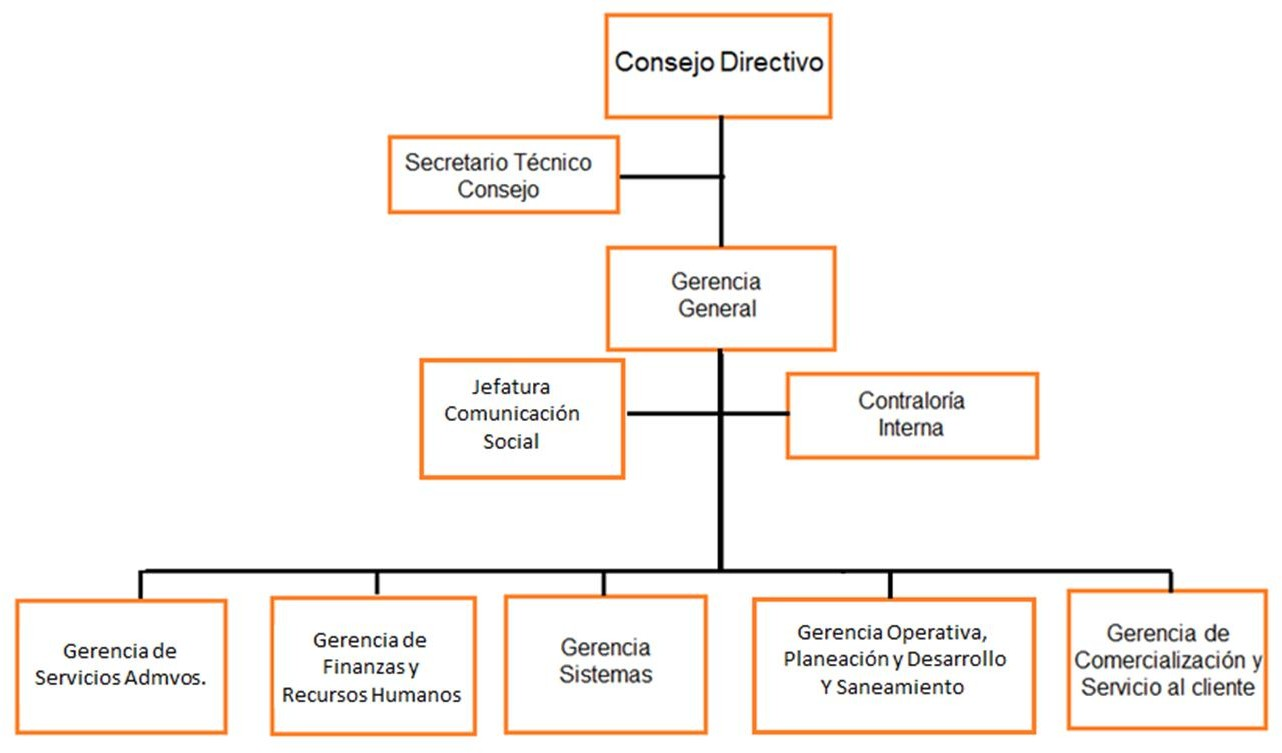 Consejo Directivo
Secretario Técnico
Consejo
Gerencia
General
Jefatura
Comunicación
Social
Contraloría
Interna
Gerencia de
Servicios Admvos.
Gerencia de
Finanzas y
Recursos Humanos
Gerencia
Sistemas
Gerencia Operativa,
Planeación y Desarrollo
Y Saneamiento
Gerencia de
Comercialización y
Servicio al cliente